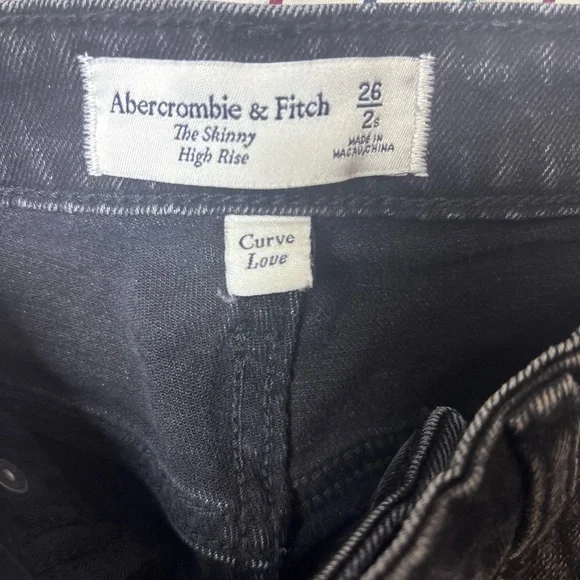 Abercrombie & Fitch
The Skinny
High Rise
26
2s
MADE IN
MACAU,CHINA
Curve
Love